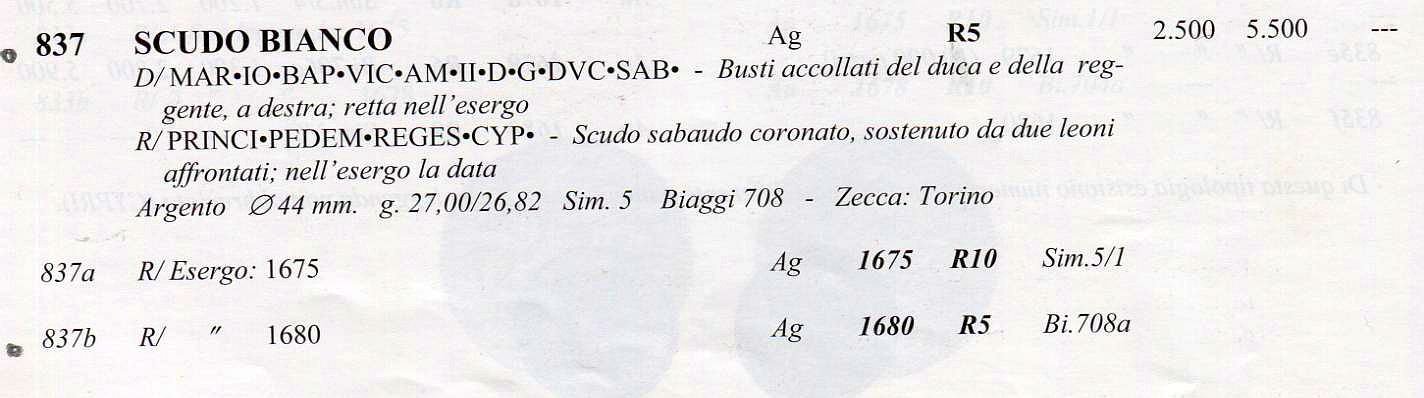 837 SCUDO BIANCO Ag R5 2.500 5.500 ---
D/ MAR•IO•BAP•VIC•AM•II•D•G•DVC•SAB• - Busti accollati del duca e della reg-
gente, a destra; retta nell'esergo
R/ PRINCI•PEDEM•REGES•CYP• - Scudo sabaudo coronato, sostenuto da due leoni
affrontati; nell'esergo la data
Argento ∅ 44 mm. g. 27,00/26,82 Sim. 5 Biaggi 708 - Zecca: Torino
837a R/ Esergo: 1675 Ag 1675 R10 Sim.5/1
837b R/ " 1680 Ag 1680 R5 Bi.708a